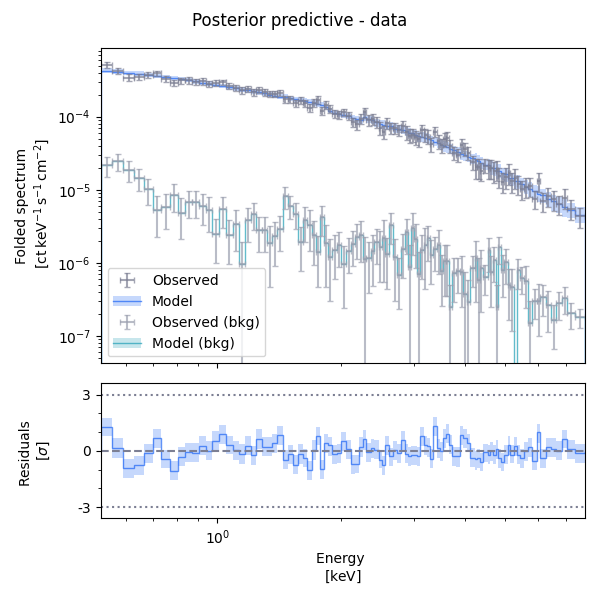 Posterior predictive - data
Folded spectrum
[ct keV⁻¹ s⁻¹ cm⁻²]
10⁻⁴
10⁻⁵
10⁻⁶
10⁻⁷
Observed
Model
Observed (bkg)
Model (bkg)
Residuals
[σ]
3
0
-3
10⁰
Energy
[keV]